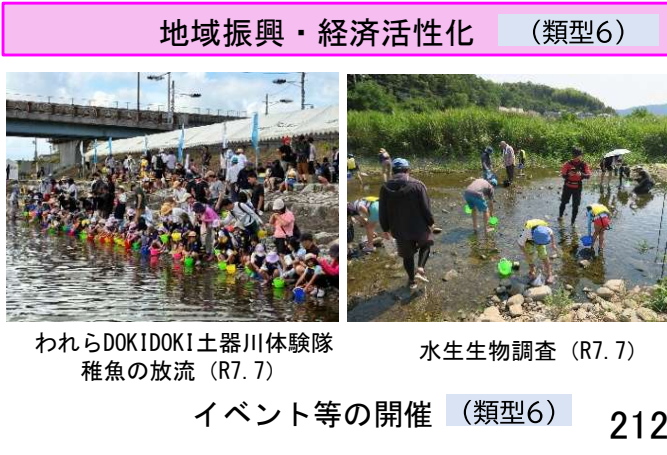 地域振興・経済活性化 （類型６）
われらDOKIDOKI土器川体験隊
稚魚の放流（R7.7）
水生生物調査（R7.7）
イベント等の開催 （類型６）
212